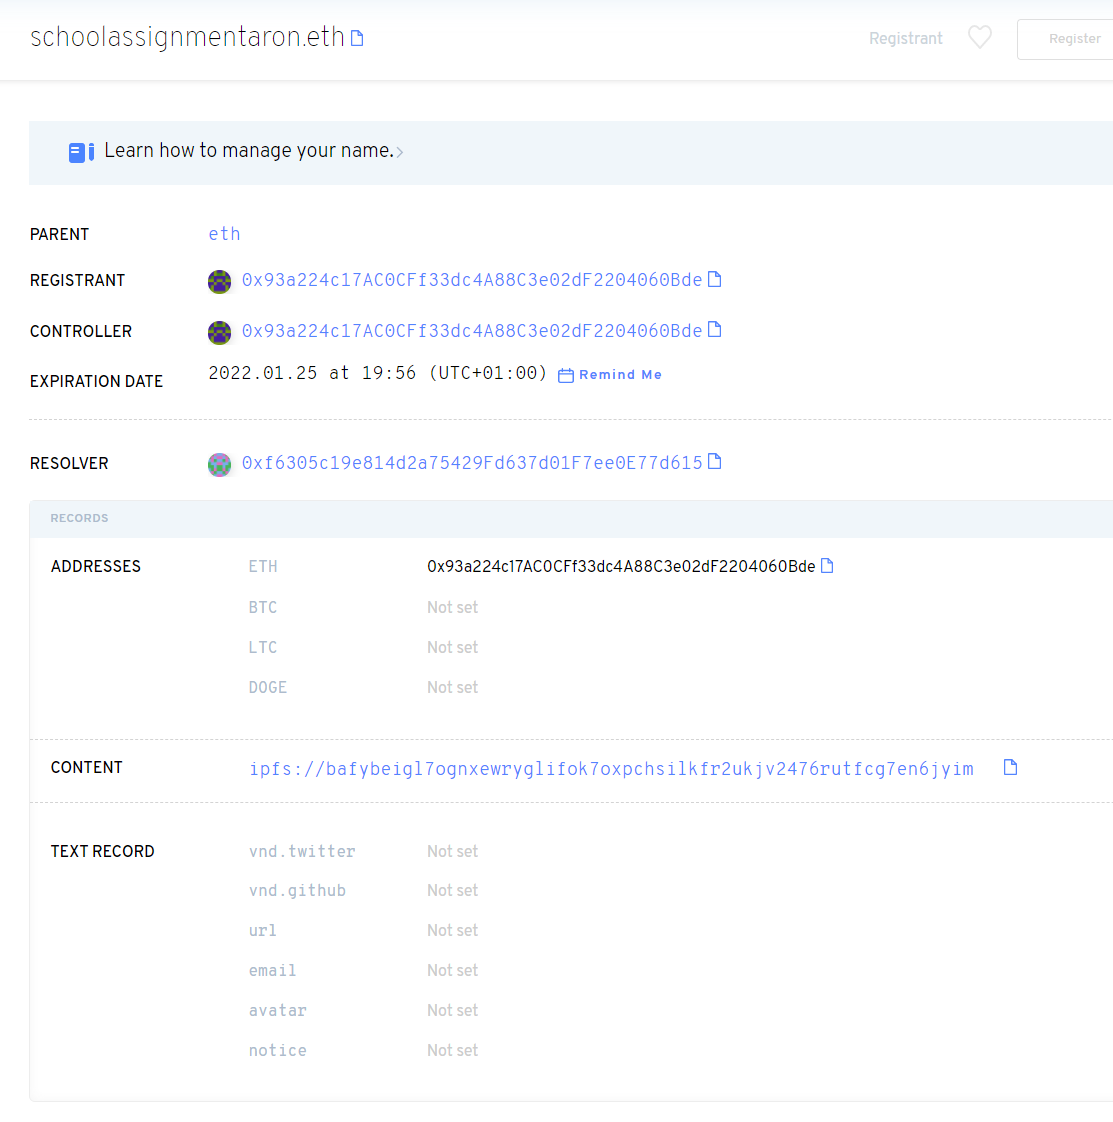 schoolassignmentaron.eth
Registrant
Register
Learn how to manage your name.
PARENT eth
REGISTRANT 0x93a224c17AC0CFf33dc4A88C3e02dF2204060Bde
CONTROLLER 0x93a224c17AC0CFf33dc4A88C3e02dF2204060Bde
EXPIRATION DATE 2022.01.25 at 19:56 (UTC+01:00) Remind Me
RESOLVER 0xf6305c19e814d2a75429Fd637d01F7ee0E77d615
RECORDS
ADDRESSES ETH 0x93a224c17AC0CFf33dc4A88C3e02dF2204060Bde
BTC Not set
LTC Not set
DOGE Not set
CONTENT ipfs://bafybeigl7ognxewryglifok7oxpchsilkfr2ukjv2476rutfcg7en6jyim
TEXT RECORD vnd.twitter Not set
vnd.github Not set
url Not set
email Not set
avatar Not set
notice Not set